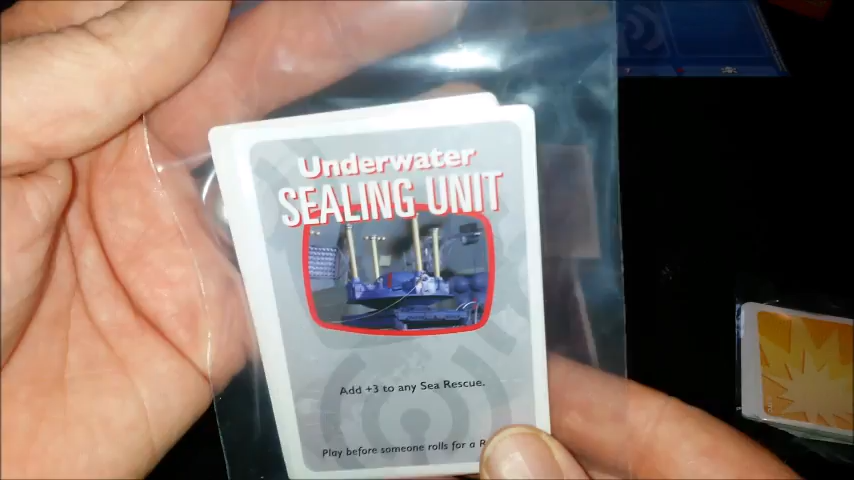 Underwater
SEALING UNIT
Add +3 to any Sea Rescue.
Play before someone rolls for a R